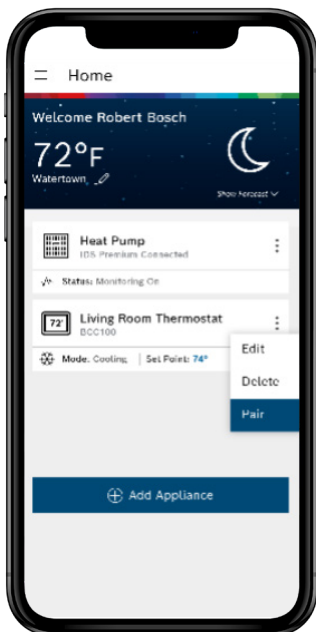 Home
Welcome Robert Bosch
72°F
Watertown
Show Forecast
Heat Pump
IDS Premium Connected
Status: Monitoring On
72°
Living Room Thermostat
BCC100
Mode: Cooling | Set Point: 74°
Edit
Delete
Pair
Add Appliance